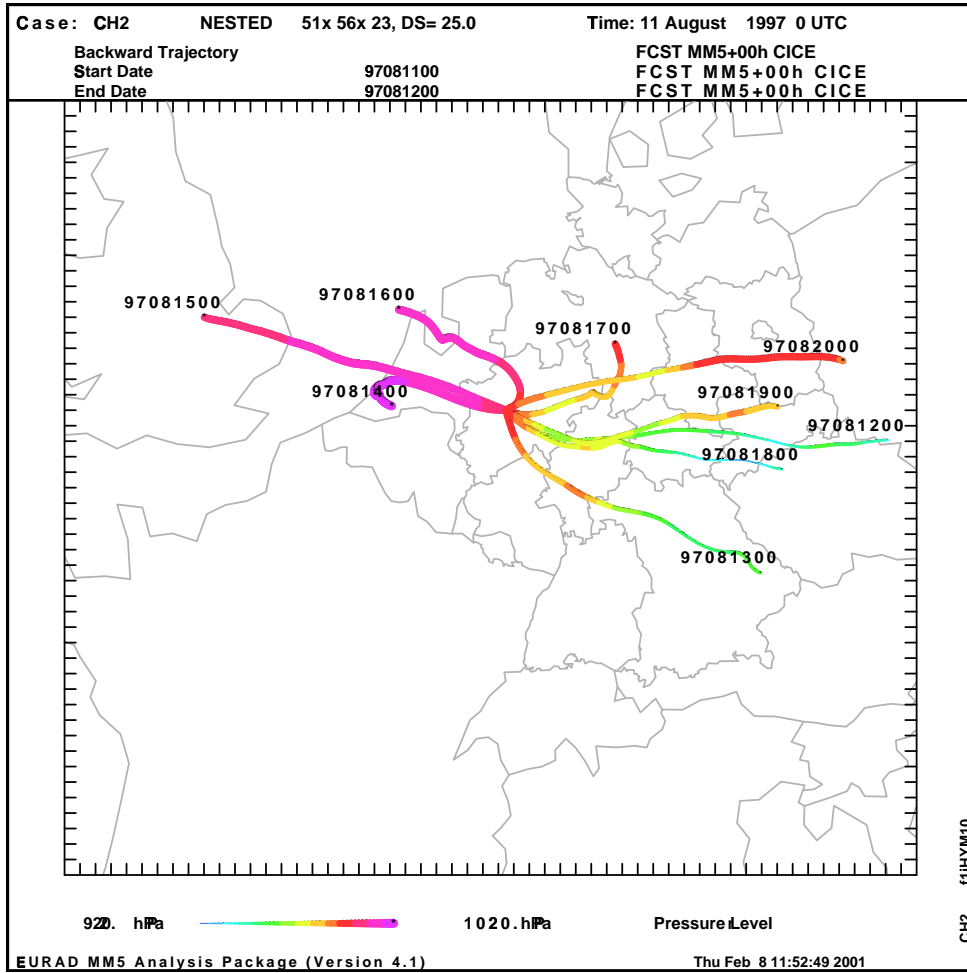 Case: CH2 NESTED 51x 56x 23, DS= 25.0 Time: 11 August 1997 0 UTC
Backward Trajectory FCST MM5+00h CICE
Start Date 97081100 FCST MM5+00h CICE
End Date 97081200 FCST MM5+00h CICE
97081500
97081600
97081700
97082000
97081400
97081900
97081200
97081800
97081300
920. hPa 1020. hPa Pressure Level
EURAD MM5 Analysis Package (Version 4.1) Thu Feb 8 11:52:49 2001
CH2